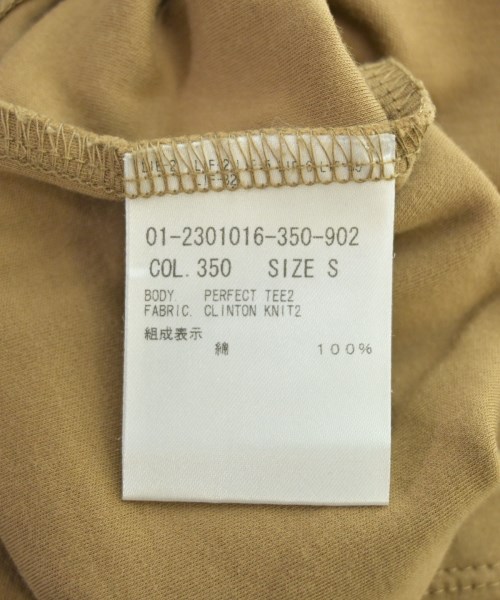 01-2301016-350-902
COL. 350 SIZE S
BODY. PERFECT TEE2
FABRIC. CLINTON KNIT2
組成表示
綿 100%